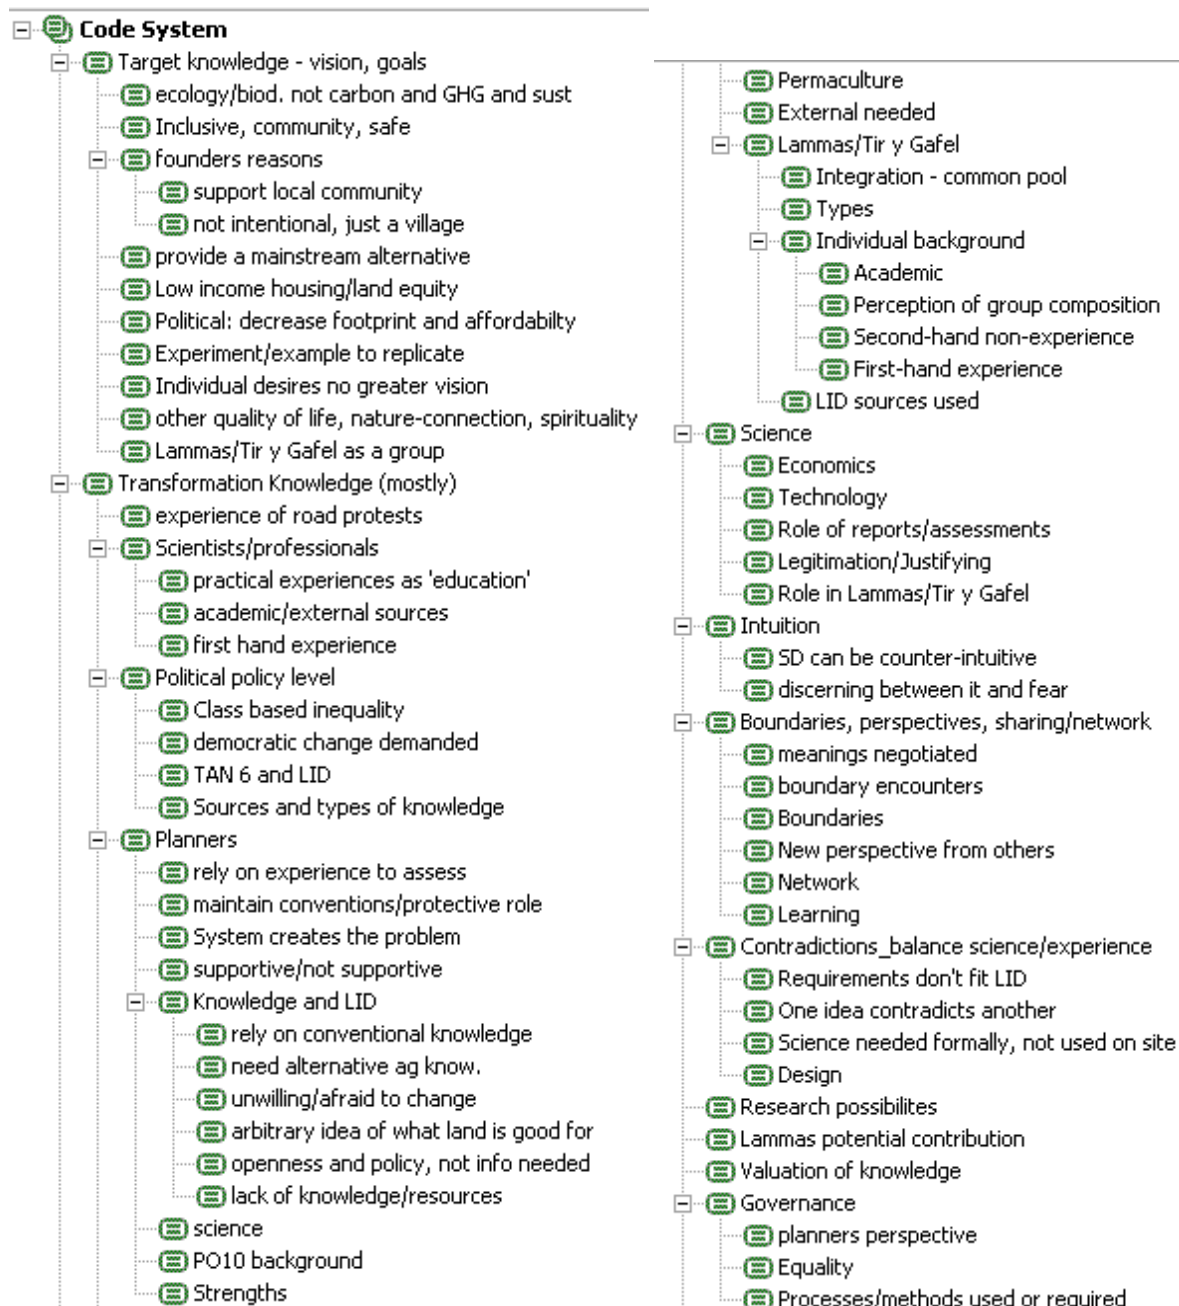 Code System
Target knowledge - vision, goals
ecology/biod. not carbon and GHG and sust
Inclusive, community, safe
founders reasons
support local community
not intentional, just a village
provide a mainstream alternative
Low income housing/land equity
Political: decrease footprint and affordabilty
Experiment/example to replicate
Individual desires no greater vision
other quality of life, nature-connection, spirituality
Lammas/Tir y Gafel as a group
Transformation Knowledge (mostly)
experience of road protests
Scientists/professionals
practical experiences as 'education'
academic/external sources
first hand experience
Political policy level
Class based inequality
democratic change demanded
TAN 6 and LID
Sources and types of knowledge
Planners
rely on experience to assess
maintain conventions/protective role
System creates the problem
supportive/not supportive
Knowledge and LID
rely on conventional knowledge
need alternative ag know.
unwilling/afraid to change
arbitrary idea of what land is good for
openness and policy, not info needed
lack of knowledge/resources
science
PO10 background
Strengths
Permaculture
External needed
Lammas/Tir y Gafel
Integration - common pool
Types
Individual background
Academic
Perception of group composition
Second-hand non-experience
First-hand experience
LID sources used
Science
Economics
Technology
Role of reports/assessments
Legitimation/Justifying
Role in Lammas/Tir y Gafel
Intuition
SD can be counter-intuitive
discerning between it and fear
Boundaries, perspectives, sharing/network
meanings negotiated
boundary encounters
Boundaries
New perspective from others
Network
Learning
Contradictions_balance science/experience
Requirements don't fit LID
One idea contradicts another
Science needed formally, not used on site
Design
Research possibilites
Lammas potential contribution
Valuation of knowledge
Governance
planners perspective
Equality
Processes/methods used or required